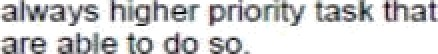 always higher priority task that
are able to do so.